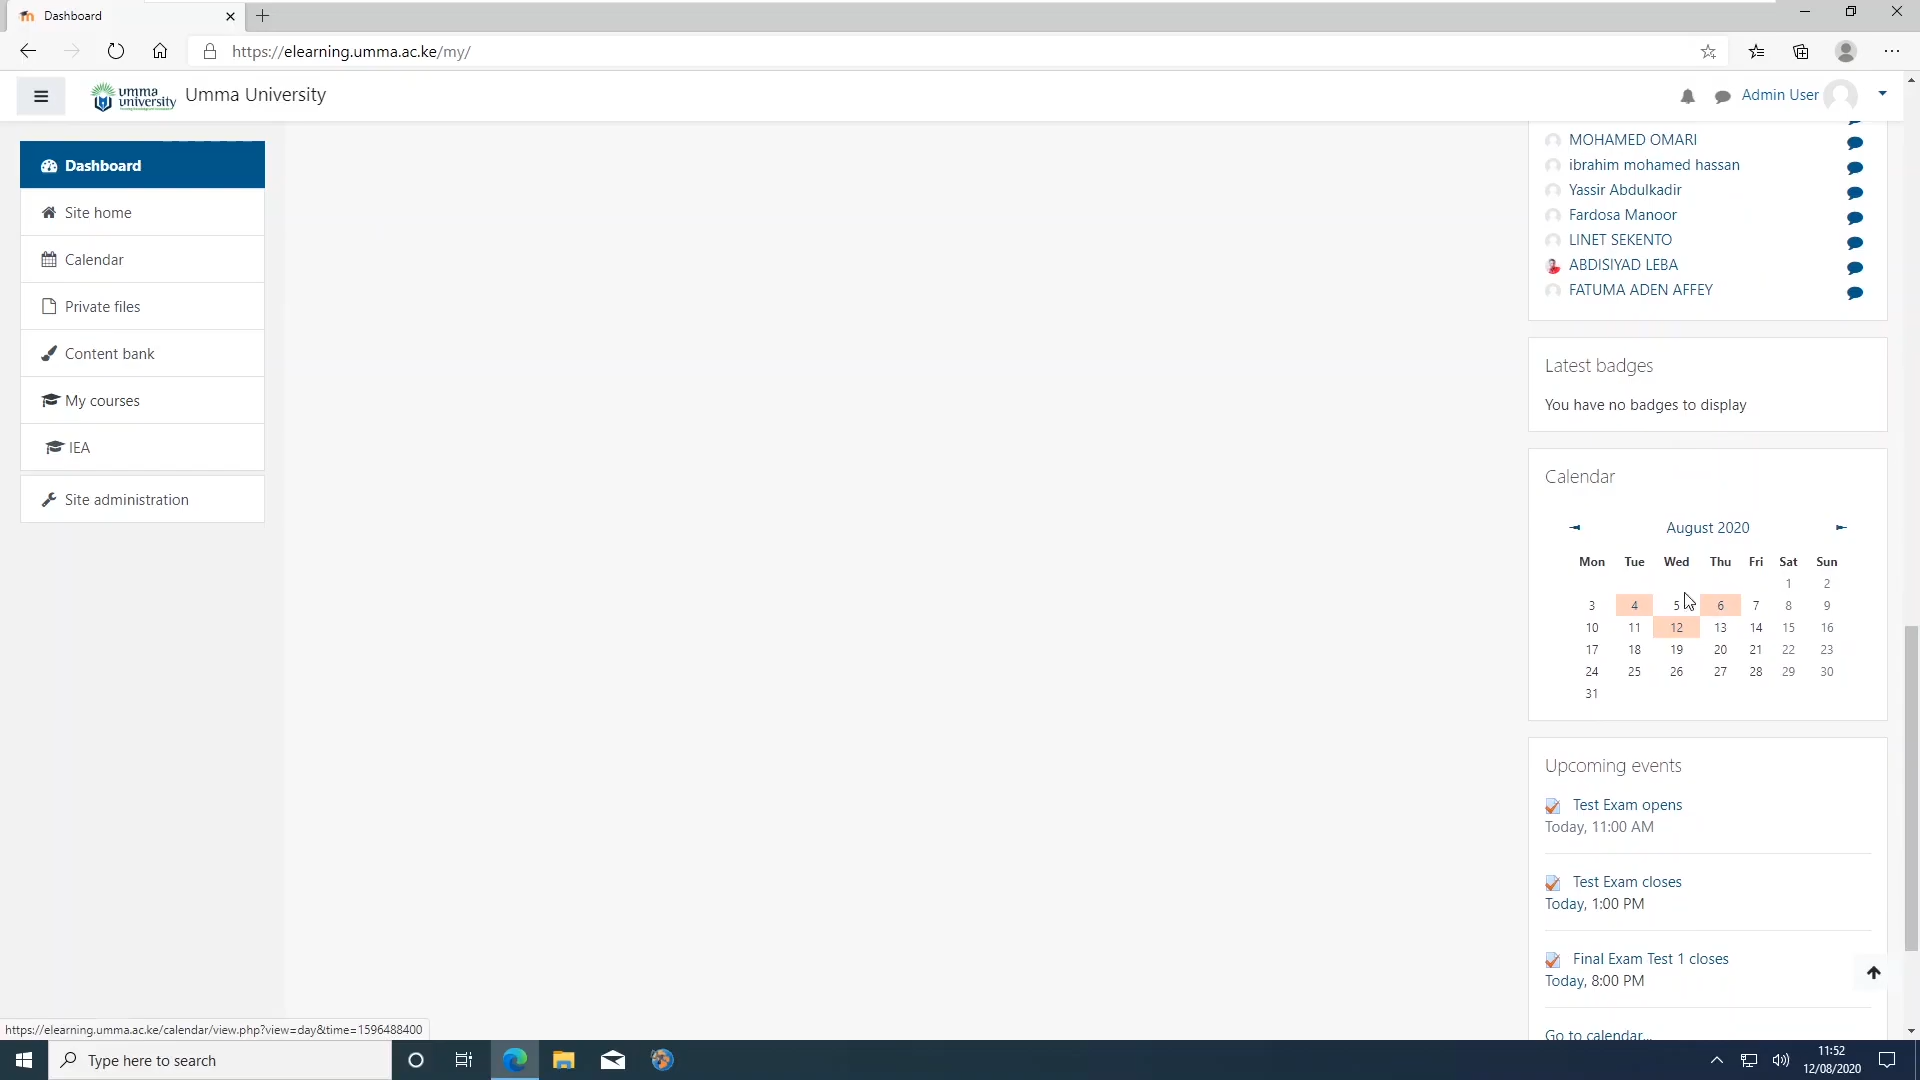 Dashboard
https://elearning.umma.ac.ke/my/
umma university
Umma University
Admin User
Dashboard
Site home
Calendar
Private files
Content bank
My courses
IEA
Site administration
MOHAMED OMARI
ibrahim mohamed hassan
Yassir Abdulkadir
Fardosa Manoor
LINET SEKENTO
ABDISIYAD LEBA
FATUMA ADEN AFFEY
Latest badges
You have no badges to display
Calendar
August 2020
Mon Tue Wed Thu Fri Sat Sun
1 2
3 4 5 6 7 8 9
10 11 12 13 14 15 16
17 18 19 20 21 22 23
24 25 26 27 28 29 30
31
Upcoming events
Test Exam opens
Today, 11:00 AM
Test Exam closes
Today, 1:00 PM
Final Exam Test 1 closes
Today, 8:00 PM
Go to calendar...
https://elearning.umma.ac.ke/calendar/view.php?view=day&time=1596488400
Type here to search
11:52
12/08/2020